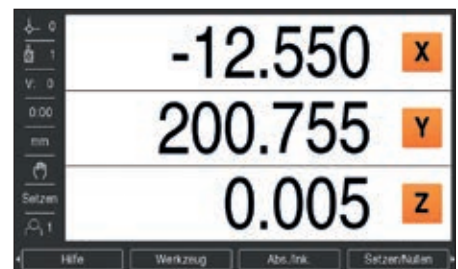 0
1
V: 0
0:00
mm
Setzen
1
-12.550 X
200.755 Y
0.005 Z
Hilfe Werkzeug Abs./Ink. Setzen/Nullen